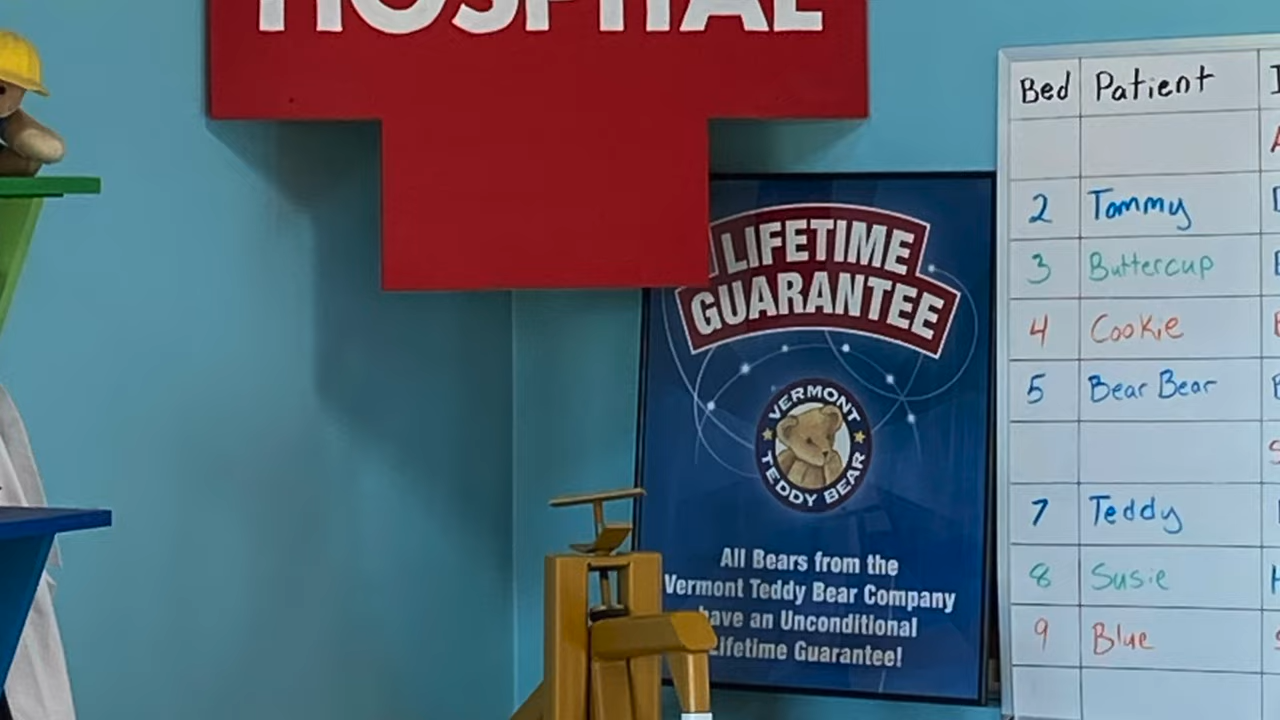 HOSPITAL
LIFETIME
GUARANTEE
VERMONT
TEDDY BEAR
All Bears from the
Vermont Teddy Bear Company
have an Unconditional
Lifetime Guarantee!
Bed Patient
2 Tommy
3 Buttercup
4 Cookie
5 Bear Bear
7 Teddy
8 Susie
9 Blue